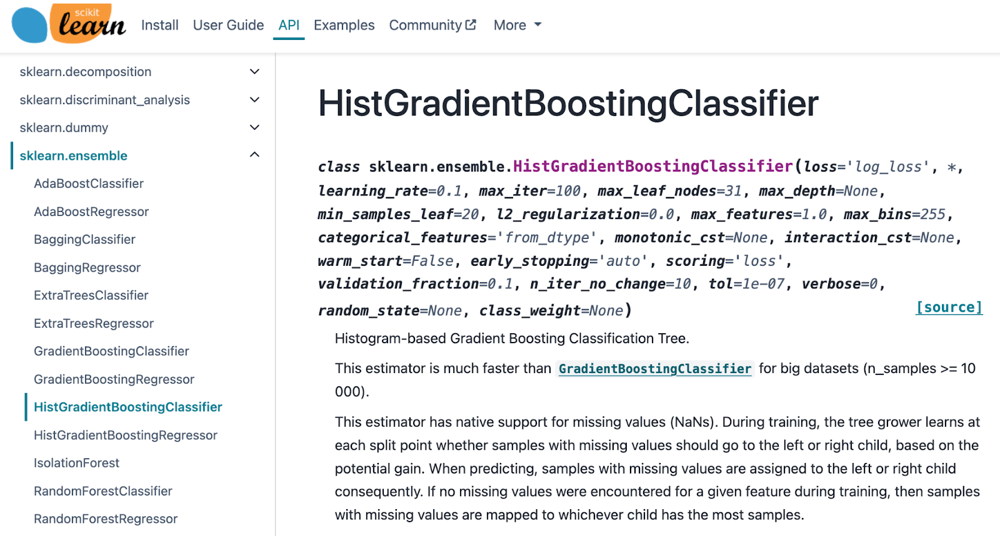 scikit
learn
Install User Guide API Examples Community More
sklearn.decomposition
sklearn.discriminant_analysis
sklearn.dummy
sklearn.ensemble
AdaBoostClassifier
AdaBoostRegressor
BaggingClassifier
BaggingRegressor
ExtraTreesClassifier
ExtraTreesRegressor
GradientBoostingClassifier
GradientBoostingRegressor
HistGradientBoostingClassifier
HistGradientBoostingRegressor
IsolationForest
RandomForestClassifier
RandomForestRegressor
HistGradientBoostingClassifier
class sklearn.ensemble.HistGradientBoostingClassifier(loss='log_loss', *,
learning_rate=0.1, max_iter=100, max_leaf_nodes=31, max_depth=None,
min_samples_leaf=20, l2_regularization=0.0, max_features=1.0, max_bins=255,
categorical_features='from_dtype', monotonic_cst=None, interaction_cst=None,
warm_start=False, early_stopping='auto', scoring='loss',
validation_fraction=0.1, n_iter_no_change=10, tol=1e-07, verbose=0,
random_state=None, class_weight=None) [source]
Histogram-based Gradient Boosting Classification Tree.
This estimator is much faster than GradientBoostingClassifier for big datasets (n_samples >= 10
000).
This estimator has native support for missing values (NaNs). During training, the tree grower learns at
each split point whether samples with missing values should go to the left or right child, based on the
potential gain. When predicting, samples with missing values are assigned to the left or right child
consequently. If no missing values were encountered for a given feature during training, then samples
with missing values are mapped to whichever child has the most samples.